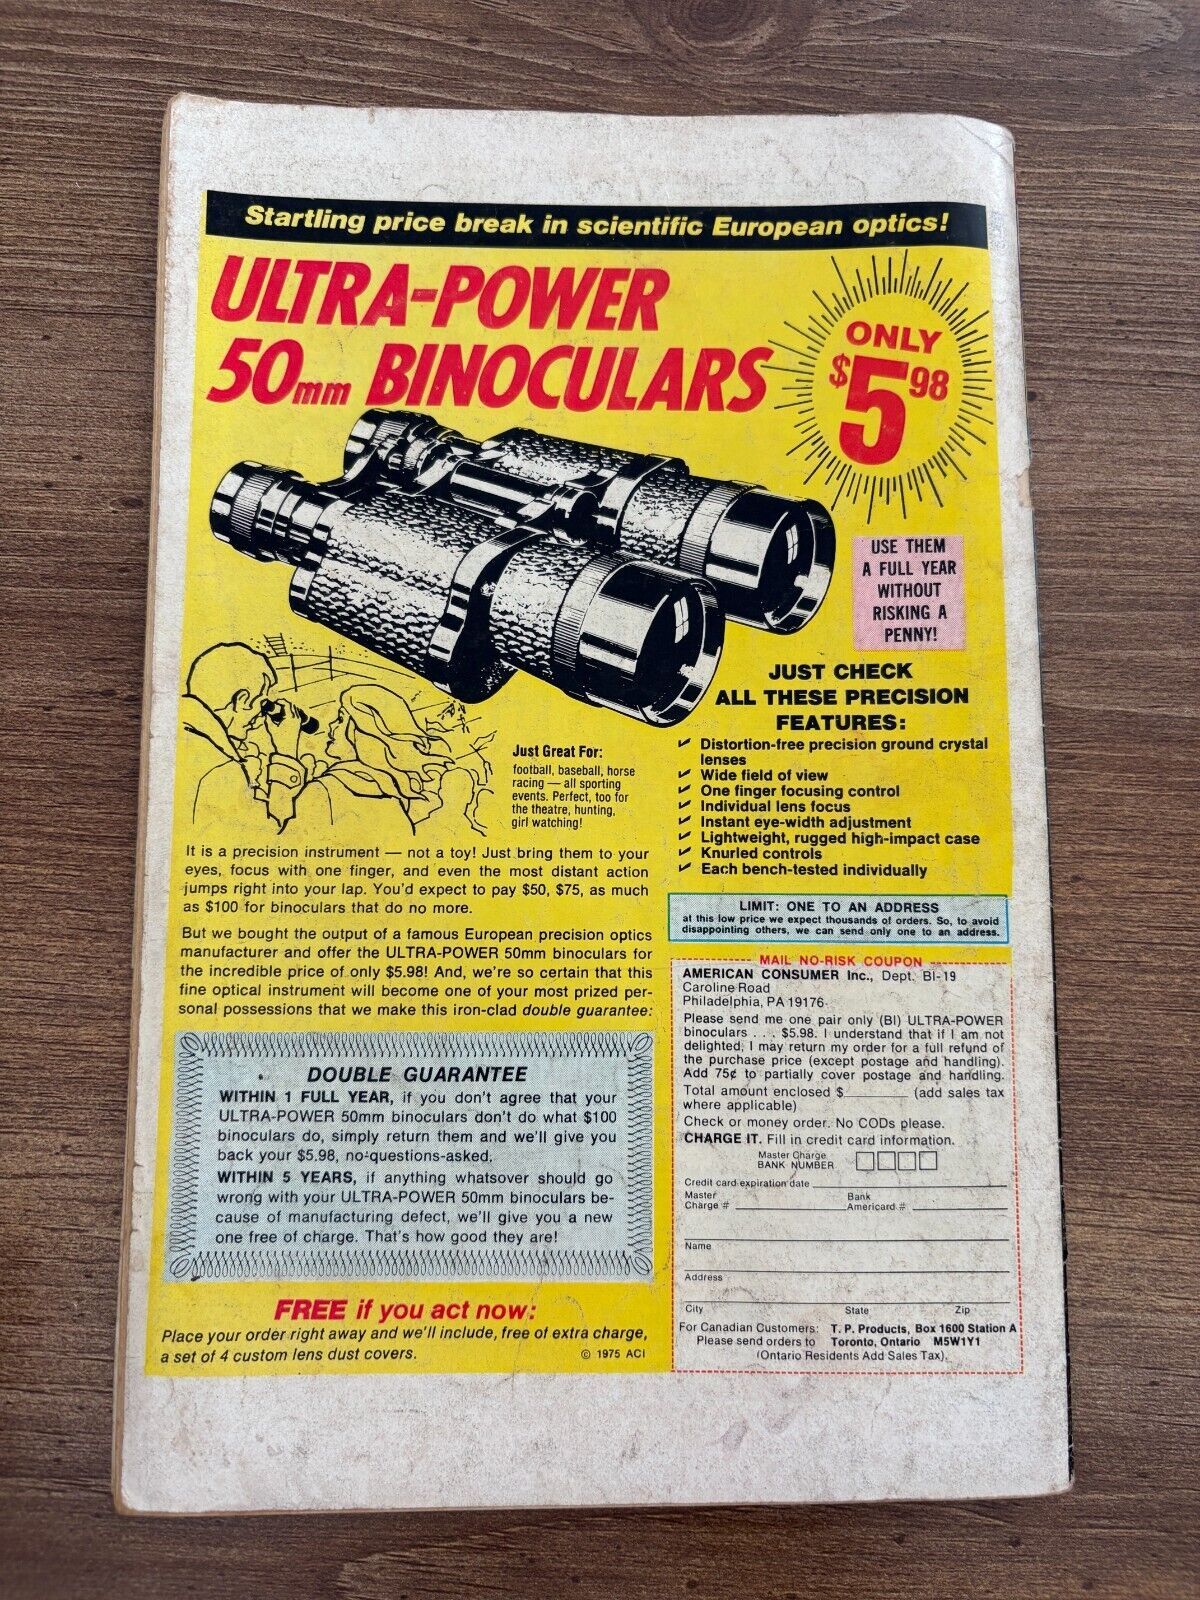 Startling price break in scientific European optics!
ULTRA-POWER
50mm BINOCULARS
ONLY
$5 98
USE THEM
A FULL YEAR
WITHOUT
RISKING A
PENNY!
JUST CHECK
ALL THESE PRECISION
FEATURES:
✓ Distortion-free precision ground crystal
lenses
✓ Wide field of view
✓ One finger focusing control
✓ Individual lens focus
✓ Instant eye-width adjustment
✓ Lightweight, rugged high-impact case
✓ Knurled controls
✓ Each bench-tested individually
Just Great For:
football, baseball, horse
racing — all sporting
events. Perfect, too for
the theatre, hunting,
girl watching!
It is a precision instrument — not a toy! Just bring them to your
eyes, focus with one finger, and even the most distant action
jumps right into your lap. You'd expect to pay $50, $75, as much
as $100 for binoculars that do no more.
But we bought the output of a famous European precision optics
manufacturer and offer the ULTRA-POWER 50mm binoculars for
the incredible price of only $5.98! And, we're so certain that this
fine optical instrument will become one of your most prized per-
sonal possessions that we make this iron-clad double guarantee:
DOUBLE GUARANTEE
WITHIN 1 FULL YEAR, if you don't agree that your
ULTRA-POWER 50mm binoculars don't do what $100
binoculars do, simply return them and we'll give you
back your $5.98, no-questions-asked.
WITHIN 5 YEARS, if anything whatsoever should go
wrong with your ULTRA-POWER 50mm binoculars be-
cause of manufacturing defect, we'll give you a new
one free of charge. That's how good they are!
FREE if you act now:
Place your order right away and we'll include, free of extra charge,
a set of 4 custom lens dust covers.
© 1975 ACI
LIMIT: ONE TO AN ADDRESS
at this low price we expect thousands of orders. So, to avoid
disappointing others, we can send only one to an address.
MAIL NO-RISK COUPON
AMERICAN CONSUMER Inc., Dept. BI-19
Caroline Road
Philadelphia, PA 19176
Please send me one pair only (BI) ULTRA-POWER
binoculars . . . $5.98. I understand that if I am not
delighted, I may return my order for a full refund of
the purchase price (except postage and handling).
Add 75¢ to partially cover postage and handling.
Total amount enclosed $______ (add sales tax
where applicable)
Check or money order. No CODs please.
CHARGE IT. Fill in credit card information.
Master Charge
BANK NUMBER
Credit card expiration date
Master Bank
Charge # Americard #
Name
Address
City State Zip
For Canadian Customers: T. P. Products, Box 1600 Station A
Please send orders to Toronto, Ontario M5W1Y1
(Ontario Residents Add Sales Tax).